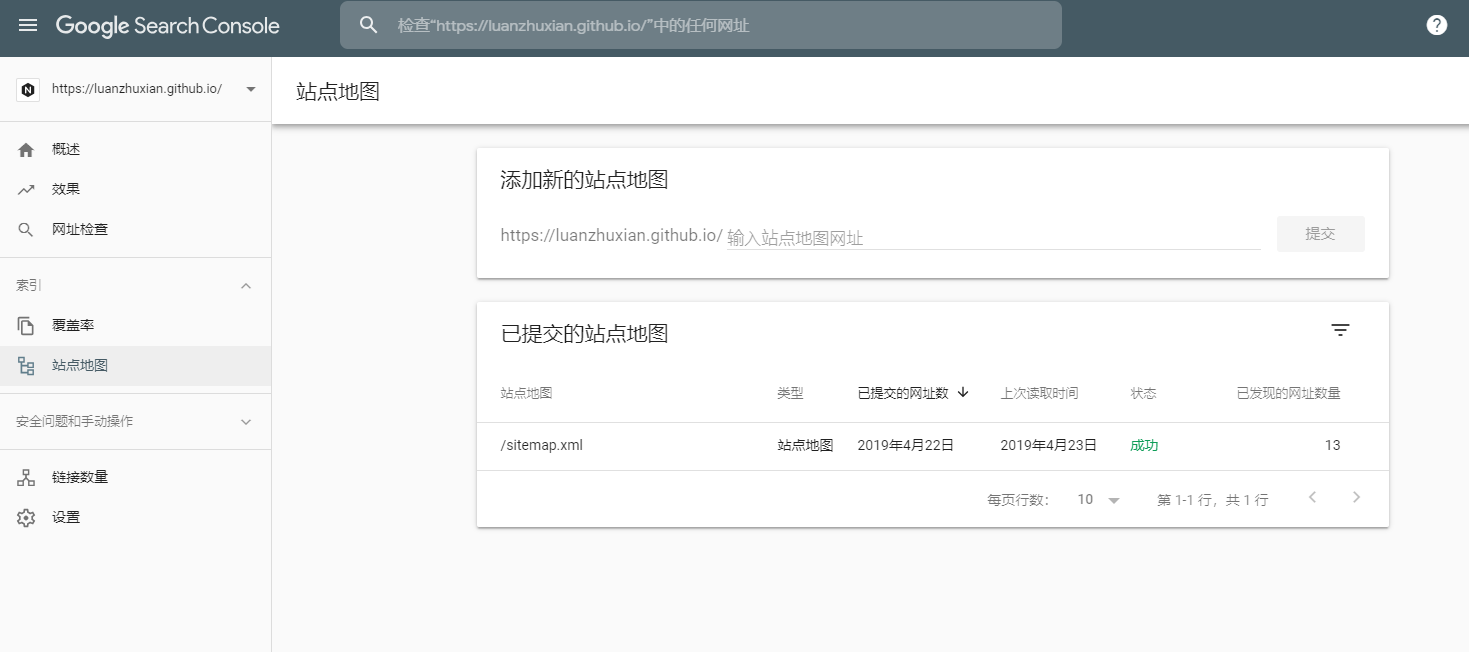 Google Search Console
检查“https://luanzhuxian.github.io/”中的任何网址
?
N
https://luanzhuxian.github.io/
站点地图
概述
效果
网址检查
索引
覆盖率
站点地图
安全问题和手动操作
链接数量
设置
添加新的站点地图
https://luanzhuxian.github.io/ 输入站点地图网址
提交
已提交的站点地图
站点地图 类型 已提交的网址数 上次读取时间 状态 已发现的网址数量
/sitemap.xml 站点地图 2019年4月22日 2019年4月23日 成功 13
每页行数： 10 第 1-1 行，共 1 行